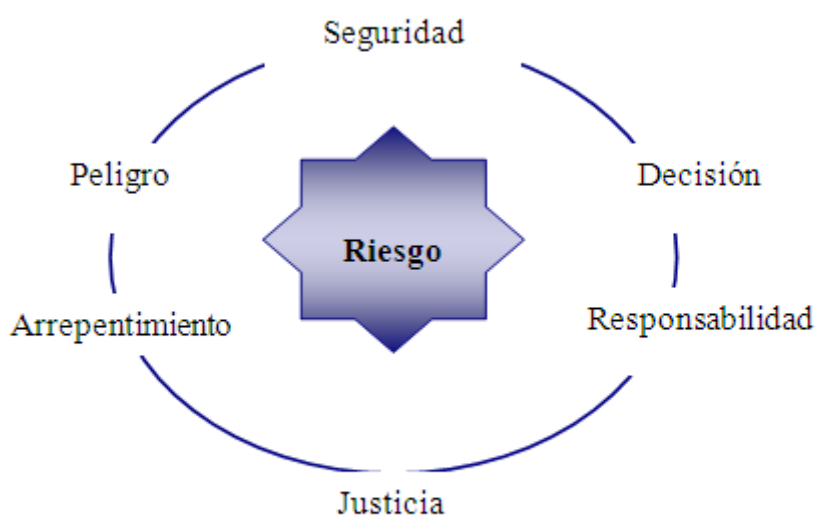 Seguridad
Peligro
Decisión
Riesgo
Arrepentimiento
Responsabilidad
Justicia